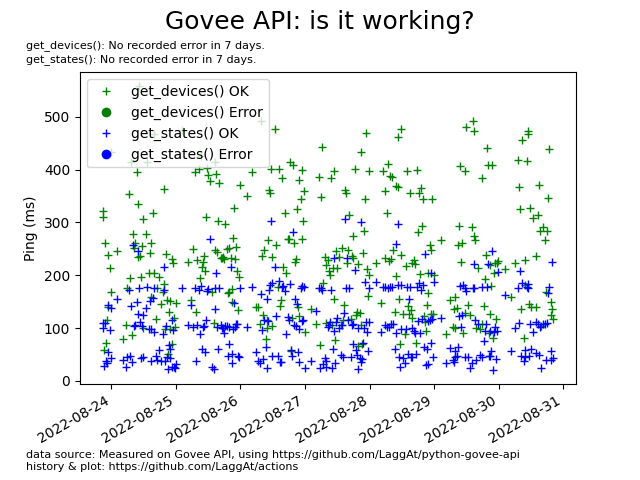 Govee API: is it working?
get_devices(): No recorded error in 7 days.
get_states(): No recorded error in 7 days.
get_devices() OK
get_devices() Error
get_states() OK
get_states() Error
Ping (ms)
500
400
300
200
100
0
2022-08-24
2022-08-25
2022-08-26
2022-08-27
2022-08-28
2022-08-29
2022-08-30
2022-08-31
data source: Measured on Govee API, using https://github.com/LaggAt/python-govee-api
history & plot: https://github.com/LaggAt/actions